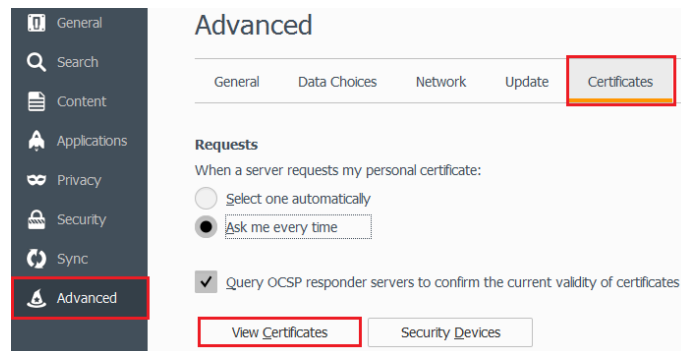 General
Search
Content
Applications
Privacy
Security
Sync
Advanced
Advanced
General Data Choices Network Update Certificates
Requests
When a server requests my personal certificate:
Select one automatically
Ask me every time
Query OCSP responder servers to confirm the current validity of certificates
View Certificates Security Devices